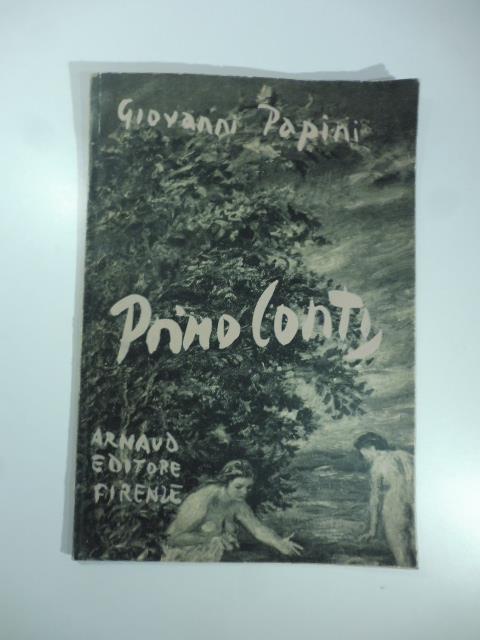 Giovanni Papini
Primo Conti
ARNAUD
EDITORE
FIRENZE